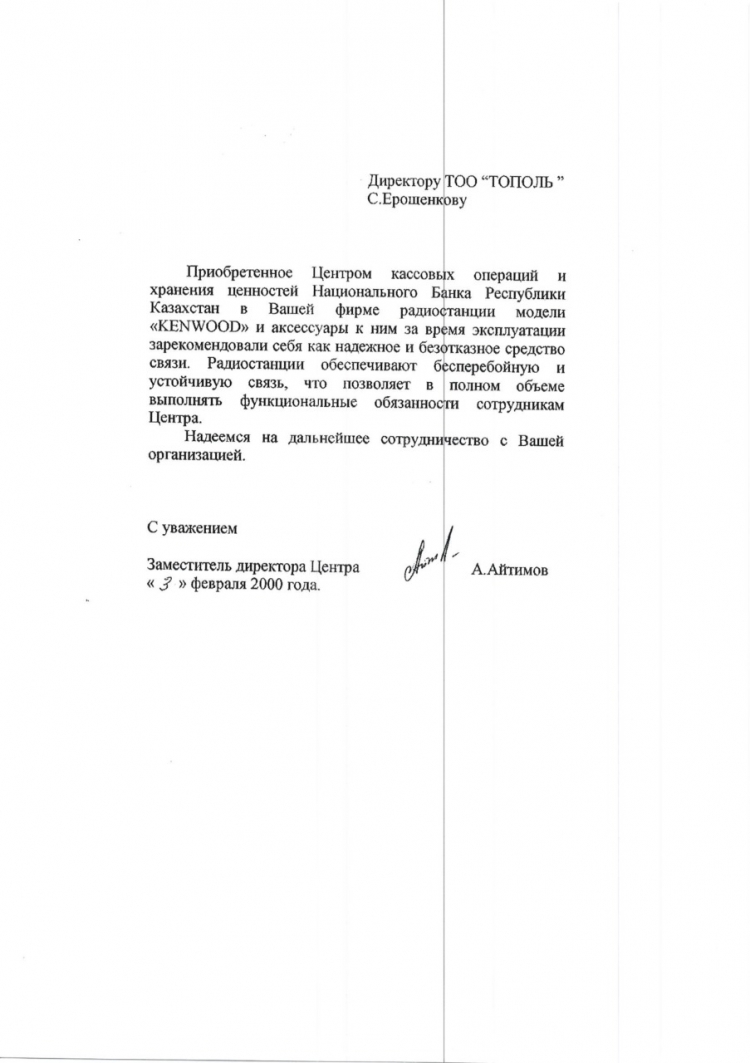 Директору ТОО “ТОПОЛЬ ”
С.Ерошенкову
Приобретенное Центром кассовых операций и
хранения ценностей Национального Банка Республики
Казахстан в Вашей фирме радиостанции модели
«KENWOOD» и аксессуары к ним за время эксплуатации
зарекомендовали себя как надежное и безотказное средство
связи. Радиостанции обеспечивают бесперебойную и
устойчивую связь, что позволяет в полном объеме
выполнять функциональные обязанности сотрудникам
Центра.
Надеемся на дальнейшее сотрудничество с Вашей
организацией.
С уважением
Заместитель директора Центра А.Айтимов
« 3 » февраля 2000 года.